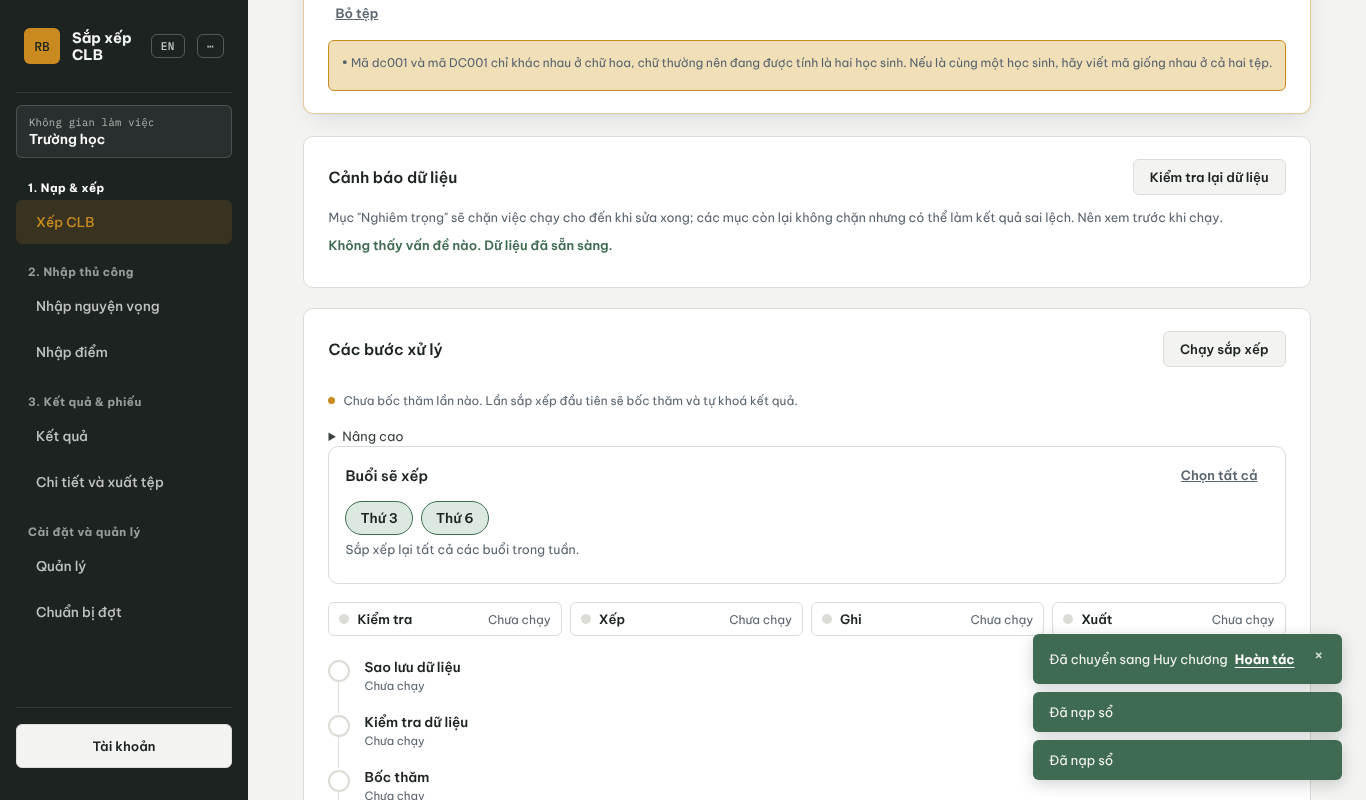 RB
Sắp xếp
CLB
EN
⋯
Không gian làm việc
Trường học
1. Nạp & xếp
Xếp CLB
2. Nhập thủ công
Nhập nguyện vọng
Nhập điểm
3. Kết quả & phiếu
Kết quả
Chi tiết và xuất tệp
Cài đặt và quản lý
Quản lý
Chuẩn bị đợt
Tài khoản
Bỏ tệp
• Mã dc001 và mã DC001 chỉ khác nhau ở chữ hoa, chữ thường nên đang được tính là hai học sinh. Nếu là cùng một học sinh, hãy viết mã giống nhau ở cả hai tệp.
Cảnh báo dữ liệu
Kiểm tra lại dữ liệu
Mục "Nghiêm trọng" sẽ chặn việc chạy cho đến khi sửa xong; các mục còn lại không chặn nhưng có thể làm kết quả sai lệch. Nên xem trước khi chạy.
Không thấy vấn đề nào. Dữ liệu đã sẵn sàng.
Các bước xử lý
Chạy sắp xếp
Chưa bốc thăm lần nào. Lần sắp xếp đầu tiên sẽ bốc thăm và tự khoá kết quả.
▶ Nâng cao
Buổi sẽ xếp
Chọn tất cả
Thứ 3
Thứ 6
Sắp xếp lại tất cả các buổi trong tuần.
Kiểm tra Chưa chạy
Xếp Chưa chạy
Ghi Chưa chạy
Xuất Chưa chạy
Sao lưu dữ liệu
Chưa chạy
Kiểm tra dữ liệu
Chưa chạy
Bốc thăm
Chưa chạy
Đã chuyển sang Huy chương Hoàn tác ×
Đã nạp sổ
Đã nạp sổ